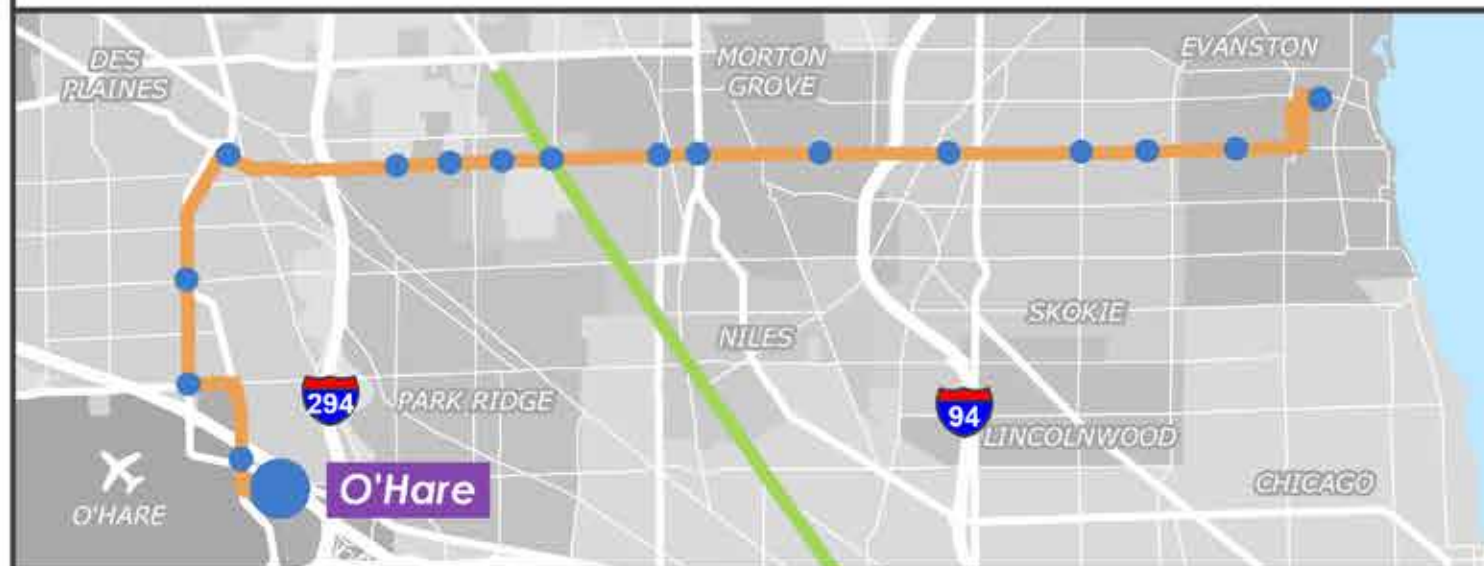 DES
PLAINES
MORTON
GROVE
EVANSTON
NILES
SKOKIE
294
PARK RIDGE
94
LINCOLNWOOD
O'Hare
O'HARE
CHICAGO